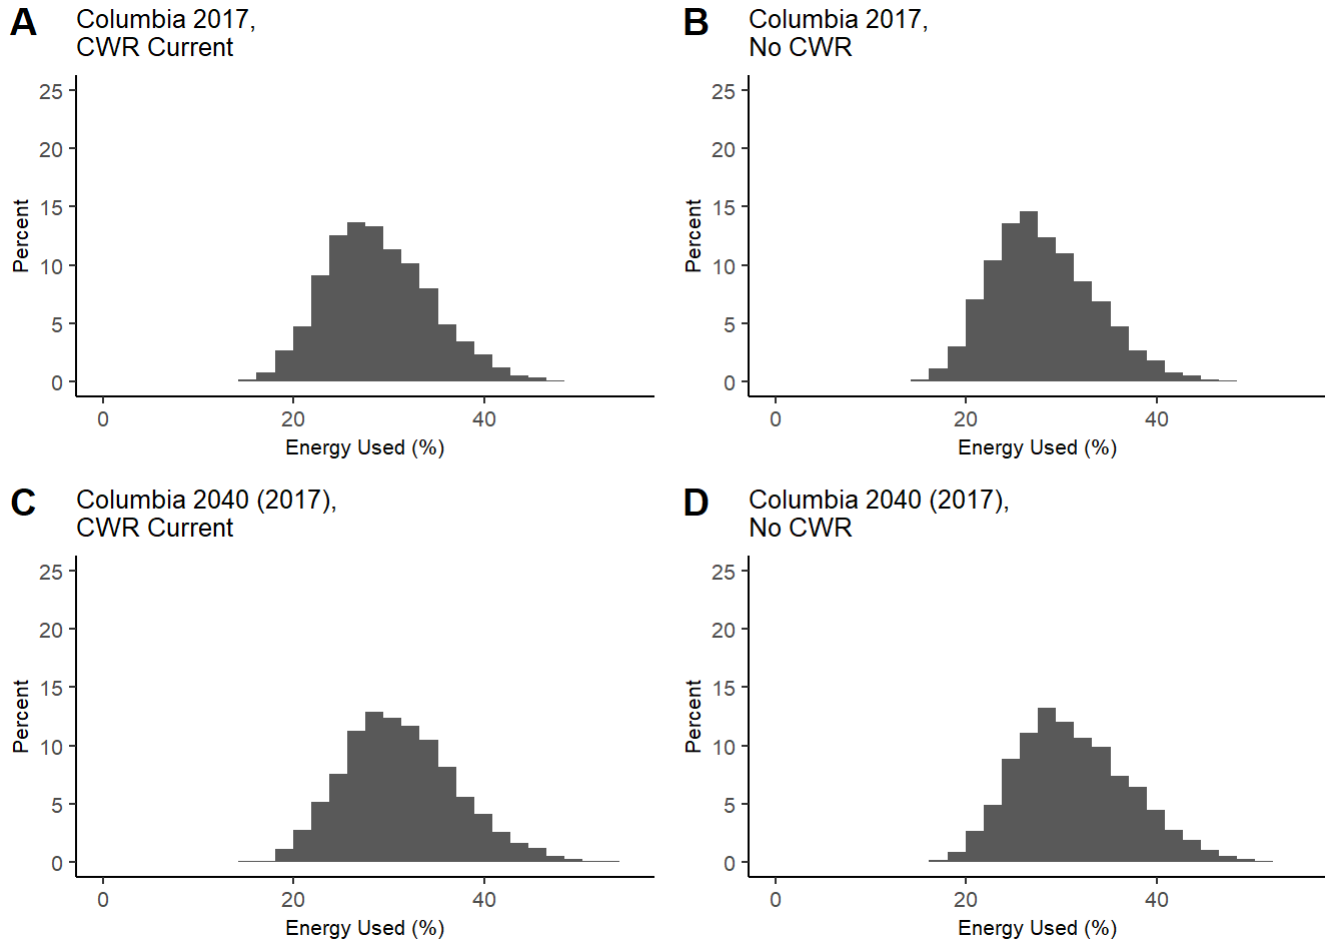 A Columbia 2017,
CWR Current
25
20
15
10
5
0
Percent
0 20 40
Energy Used (%)
B Columbia 2017,
No CWR
25
20
15
10
5
0
Percent
0 20 40
Energy Used (%)
C Columbia 2040 (2017),
CWR Current
25
20
15
10
5
0
Percent
0 20 40
Energy Used (%)
D Columbia 2040 (2017),
No CWR
25
20
15
10
5
0
Percent
0 20 40
Energy Used (%)